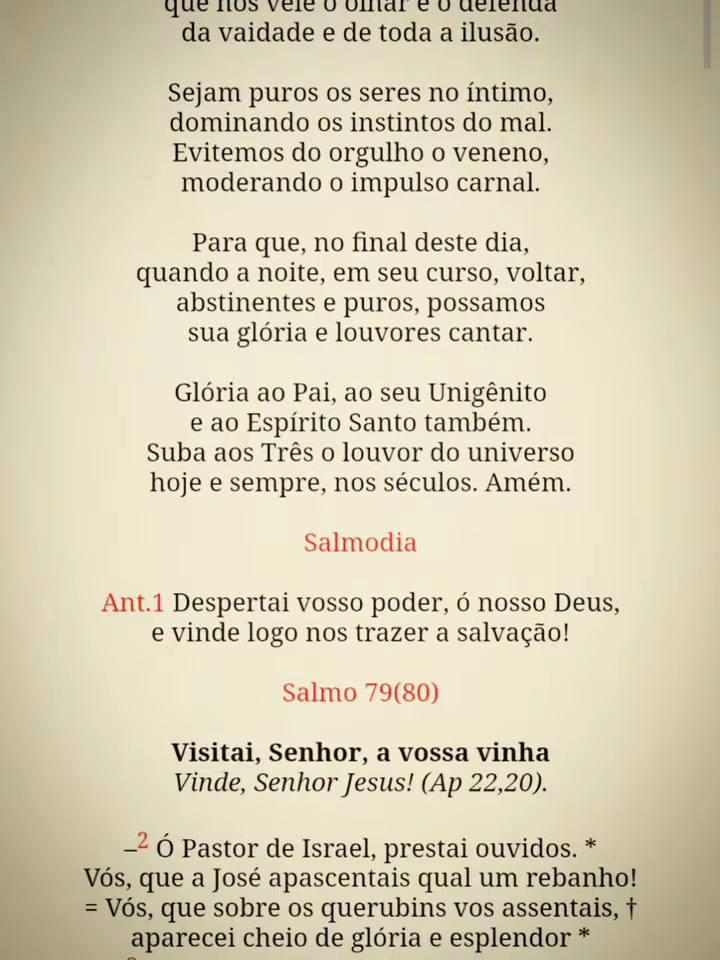 que nos vele o olhar e o defenda
da vaidade e de toda a ilusão.
Sejam puros os seres no íntimo,
dominando os instintos do mal.
Evitemos do orgulho o veneno,
moderando o impulso carnal.
Para que, no final deste dia,
quando a noite, em seu curso, voltar,
abstinentes e puros, possamos
sua glória e louvores cantar.
Glória ao Pai, ao seu Unigênito
e ao Espírito Santo também.
Suba aos Três o louvor do universo
hoje e sempre, nos séculos. Amém.
Salmodia
Ant.1 Despertai vosso poder, ó nosso Deus,
e vinde logo nos trazer a salvação!
Salmo 79(80)
Visitai, Senhor, a vossa vinha
Vinde, Senhor Jesus! (Ap 22,20).
–2 Ó Pastor de Israel, prestai ouvidos. *
Vós, que a José apascentais qual um rebanho!
= Vós, que sobre os querubins vos assentais, †
aparecei cheio de glória e esplendor *